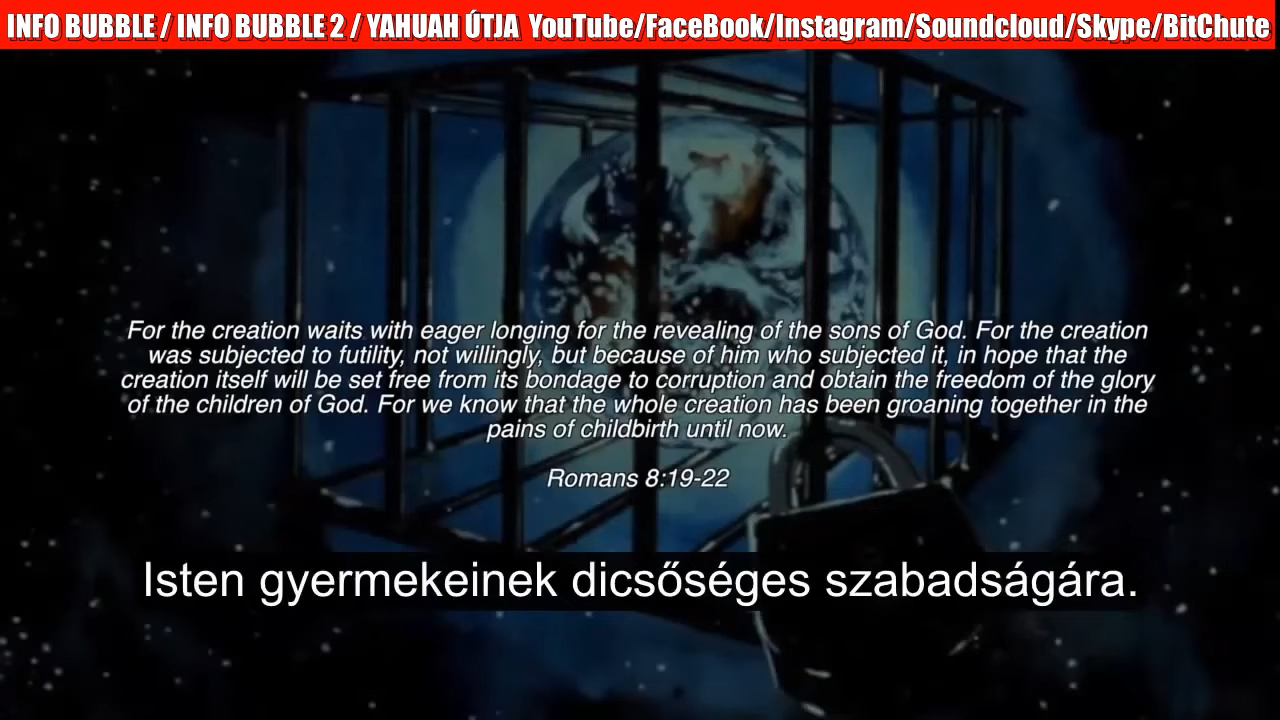 INFO BUBBLE / INFO BUBBLE 2 / YAHUAH ÚTJA YouTube/FaceBook/Instagram/Soundcloud/Skype/BitChute
For the creation waits with eager longing for the revealing of the sons of God. For the creation
was subjected to futility, not willingly, but because of him who subjected it, in hope that the
creation itself will be set free from its bondage to corruption and obtain the freedom of the glory
of the children of God. For we know that the whole creation has been groaning together in the
pains of childbirth until now.
Romans 8:19-22
Isten gyermekeinek dicsőséges szabadságára.